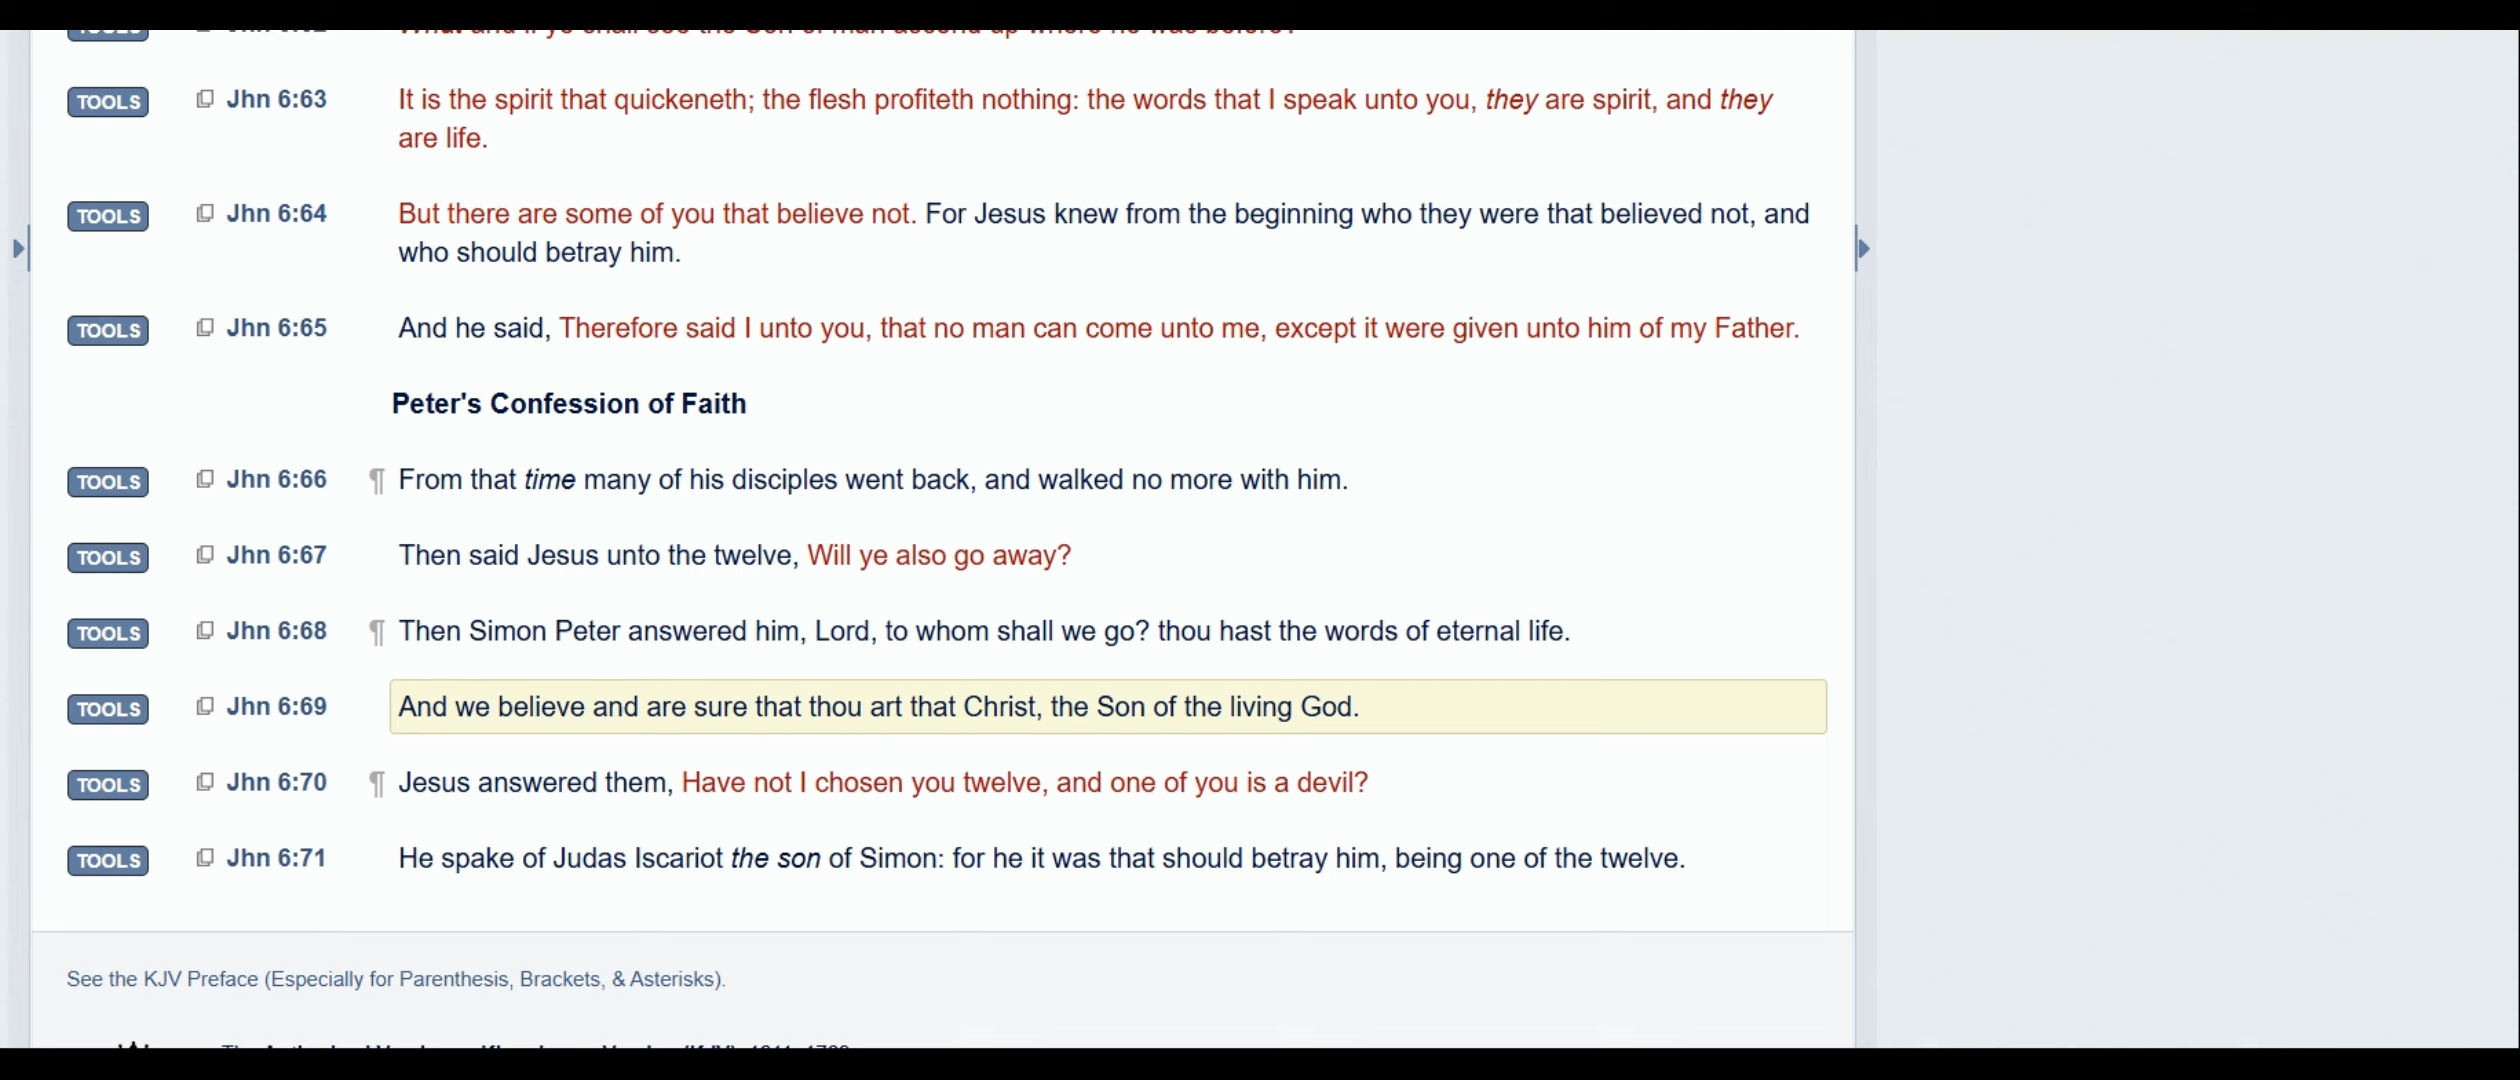 TOOLS Jhn 6:63 It is the spirit that quickeneth; the flesh profiteth nothing: the words that I speak unto you, they are spirit, and they
are life.
TOOLS Jhn 6:64 But there are some of you that believe not. For Jesus knew from the beginning who they were that believed not, and
who should betray him.
TOOLS Jhn 6:65 And he said, Therefore said I unto you, that no man can come unto me, except it were given unto him of my Father.
Peter's Confession of Faith
TOOLS Jhn 6:66 ¶ From that time many of his disciples went back, and walked no more with him.
TOOLS Jhn 6:67 Then said Jesus unto the twelve, Will ye also go away?
TOOLS Jhn 6:68 ¶ Then Simon Peter answered him, Lord, to whom shall we go? thou hast the words of eternal life.
TOOLS Jhn 6:69 And we believe and are sure that thou art that Christ, the Son of the living God.
TOOLS Jhn 6:70 ¶ Jesus answered them, Have not I chosen you twelve, and one of you is a devil?
TOOLS Jhn 6:71 He spake of Judas Iscariot the son of Simon: for he it was that should betray him, being one of the twelve.
See the KJV Preface (Especially for Parenthesis, Brackets, & Asterisks).